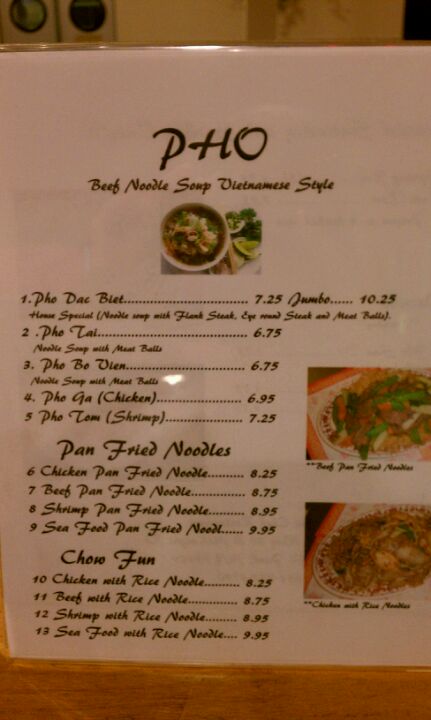 PHO
Beef Noodle Soup Vietnamese Style
1.Pho Dac Biet............................ 7.25 Jumbo...... 10.25
House Special (Noodle soup with Flank Steak, Eye round Steak and Meat Balls).
2 .Pho Tai............................ 6.75
Noodle Soup with Meat Balls
3. Pho Bo Vien...................... 6.75
Noodle Soup with Meat Balls
4. Pho Ga (Chicken)................ 6.95
5 Pho Tom (Shrimp).............. 7.25
Pan Fried Noodles
6 Chicken Pan Fried Noodle......... 8.25
7 Beef Pan Fried Noodle............. 8.75
8 Shrimp Pan Fried Noodle......... 8.95
9 Sea Food Pan Fried Noodl...... 9.95
**Beef Pan Fried Noodles
Chow Fun
10 Chicken with Rice Noodle.......... 8.25
11 Beef with Rice Noodle.............. 8.75
12 Shrimp with Rice Noodle......... 8.95
13 Sea Food with Rice Noodle.... 9.95
**Chicken with Rice Noodles